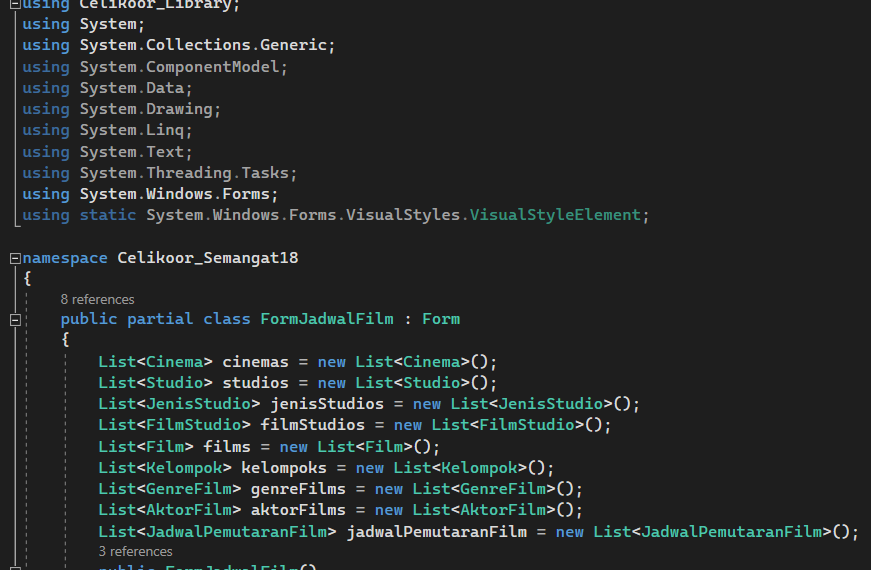 using Celikoor_Library;
using System;
using System.Collections.Generic;
using System.ComponentModel;
using System.Data;
using System.Drawing;
using System.Linq;
using System.Text;
using System.Threading.Tasks;
using System.Windows.Forms;
using static System.Windows.Forms.VisualStyles.VisualStyleElement;
namespace Celikoor_Semangat18
{
8 references
public partial class FormJadwalFilm : Form
{
List<Cinema> cinemas = new List<Cinema>();
List<Studio> studios = new List<Studio>();
List<JenisStudio> jenisStudios = new List<JenisStudio>();
List<FilmStudio> filmStudios = new List<FilmStudio>();
List<Film> films = new List<Film>();
List<Kelompok> kelompoks = new List<Kelompok>();
List<GenreFilm> genreFilms = new List<GenreFilm>();
List<AktorFilm> aktorFilms = new List<AktorFilm>();
List<JadwalPemutaranFilm> jadwalPemutaranFilm = new List<JadwalPemutaranFilm>();
3 references
public FormJadwalFilm()